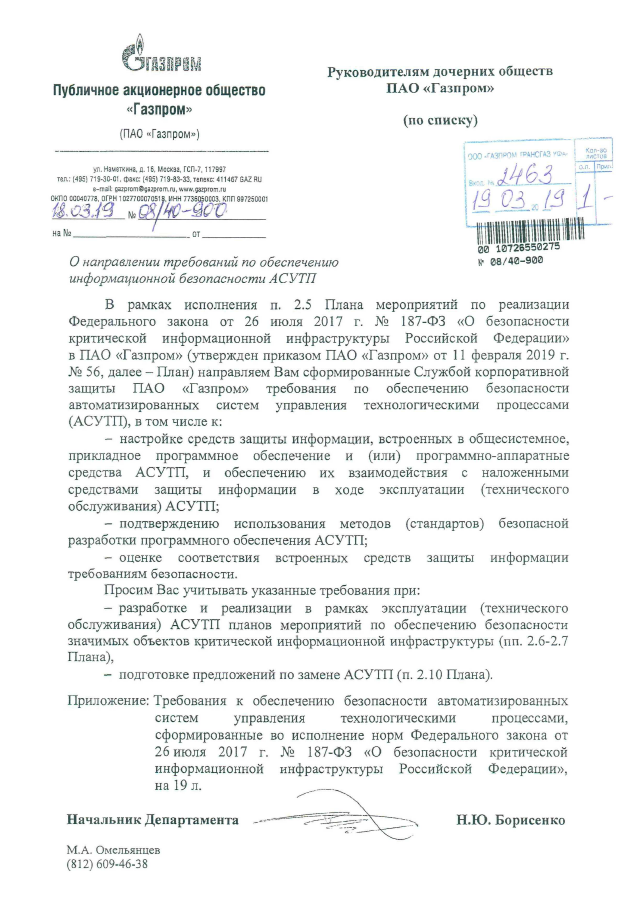 ГАЗПРОМ
Публичное акционерное общество
«Газпром»
(ПАО «Газпром»)
ул. Наметкина, д. 16, Москва, ГСП-7, 117997
тел.: (495) 719-30-01, факс: (495) 719-83-33, телекс: 411467 GAZ RU
e-mail: gazprom@gazprom.ru, www.gazprom.ru
ОКПО 00040778, ОГРН 1027700070518, ИНН 7736050003, КПП 997250001
18.03.19 № 08/40-900
на № от
Руководителям дочерних обществ
ПАО «Газпром»
(по списку)
ООО «ГАЗПРОМ ТРАНСГАЗ
Кол-во
листов
Вход. № 2463
о.л. Прил.
19 03 2019 1 -
00 10726550275
№ 08/40-900
О направлении требований по обеспечению
информационной безопасности АСУТП
В рамках исполнения п. 2.5 Плана мероприятий по реализации
Федерального закона от 26 июля 2017 г. № 187-ФЗ «О безопасности
критической информационной инфраструктуры Российской Федерации»
в ПАО «Газпром» (утвержден приказом ПАО «Газпром» от 11 февраля 2019 г.
№ 56, далее – План) направляем Вам сформированные Службой корпоративной
защиты ПАО «Газпром» требования по обеспечению безопасности
автоматизированных систем управления технологическими процессами
(АСУТП), в том числе к:
– настройке средств защиты информации, встроенных в общесистемное,
прикладное программное обеспечение и (или) программно-аппаратные
средства АСУТП, и обеспечению их взаимодействия с наложенными
средствами защиты информации в ходе эксплуатации (технического
обслуживания) АСУТП;
– подтверждению использования методов (стандартов) безопасной
разработки программного обеспечения АСУТП;
– оценке соответствия встроенных средств защиты информации
требованиям безопасности.
Просим Вас учитывать указанные требования при:
– разработке и реализации в рамках эксплуатации (технического
обслуживания) АСУТП планов мероприятий по обеспечению безопасности
значимых объектов критической информационной инфраструктуры (пп. 2.6-2.7
Плана),
– подготовке предложений по замене АСУТП (п. 2.10 Плана).
Приложение: Требования к обеспечению безопасности автоматизированных
систем управления технологическими процессами,
сформированные во исполнение норм Федерального закона от
26 июля 2017 г. № 187-ФЗ «О безопасности критической
информационной инфраструктуры Российской Федерации»,
на 19 л.
Начальник Департамента Н.Ю. Борисенко
М.А. Омельянцев
(812) 609-46-38